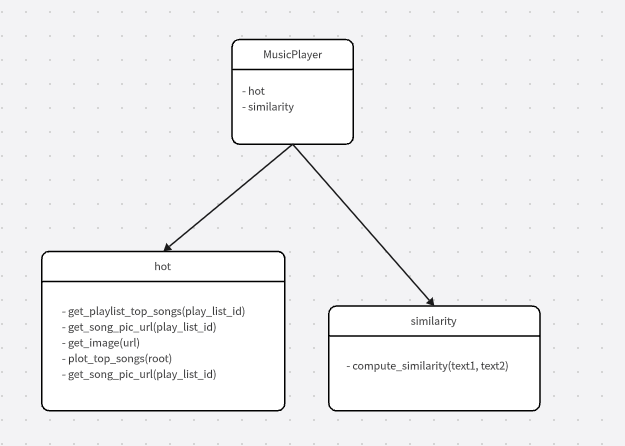 MusicPlayer
- hot
- similarity
hot
- get_playlist_top_songs(play_list_id)
- get_song_pic_url(play_list_id)
- get_image(url)
- plot_top_songs(root)
- get_song_pic_url(play_list_id)
similarity
- compute_similarity(text1, text2)